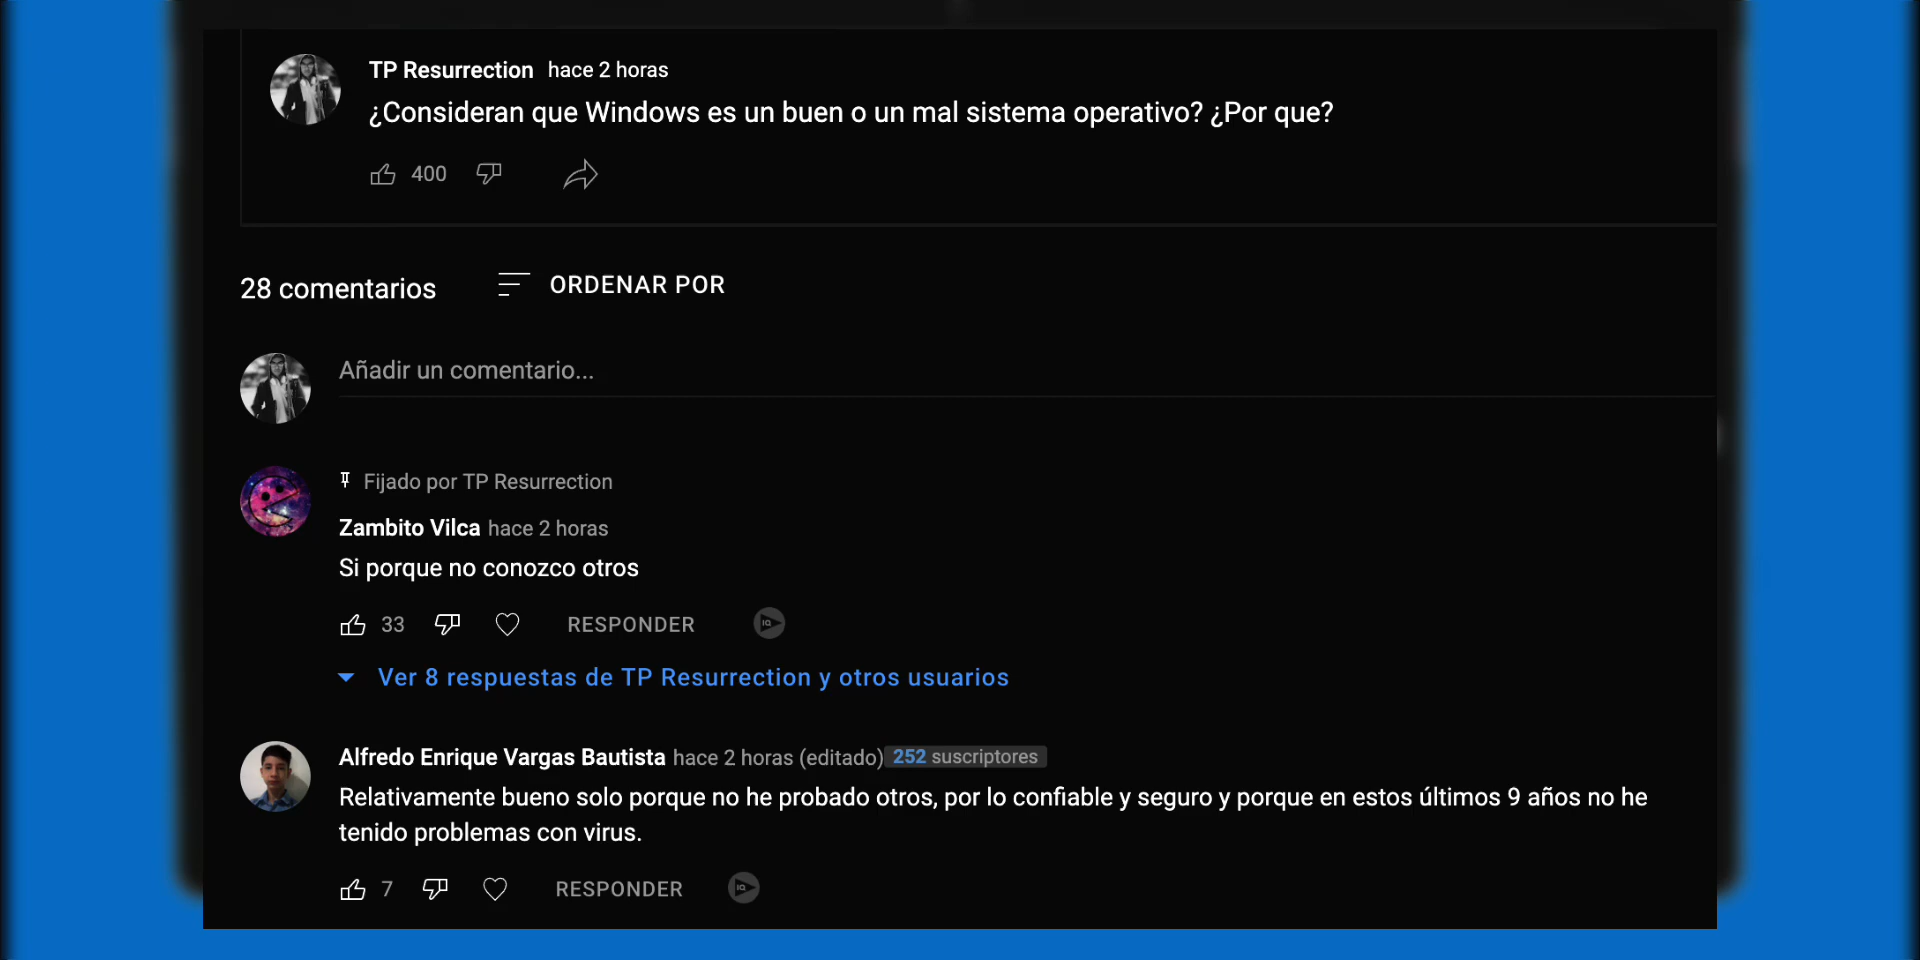 TP Resurrection hace 2 horas
¿Consideran que Windows es un buen o un mal sistema operativo? ¿Por que?
400
28 comentarios
ORDENAR POR
Añadir un comentario...
Fijado por TP Resurrection
Zambito Vilca hace 2 horas
Si porque no conozco otros
33 RESPONDER IQ
Ver 8 respuestas de TP Resurrection y otros usuarios
Alfredo Enrique Vargas Bautista hace 2 horas (editado) 252 suscriptores
Relativamente bueno solo porque no he probado otros, por lo confiable y seguro y porque en estos últimos 9 años no he
tenido problemas con virus.
7 RESPONDER IQ